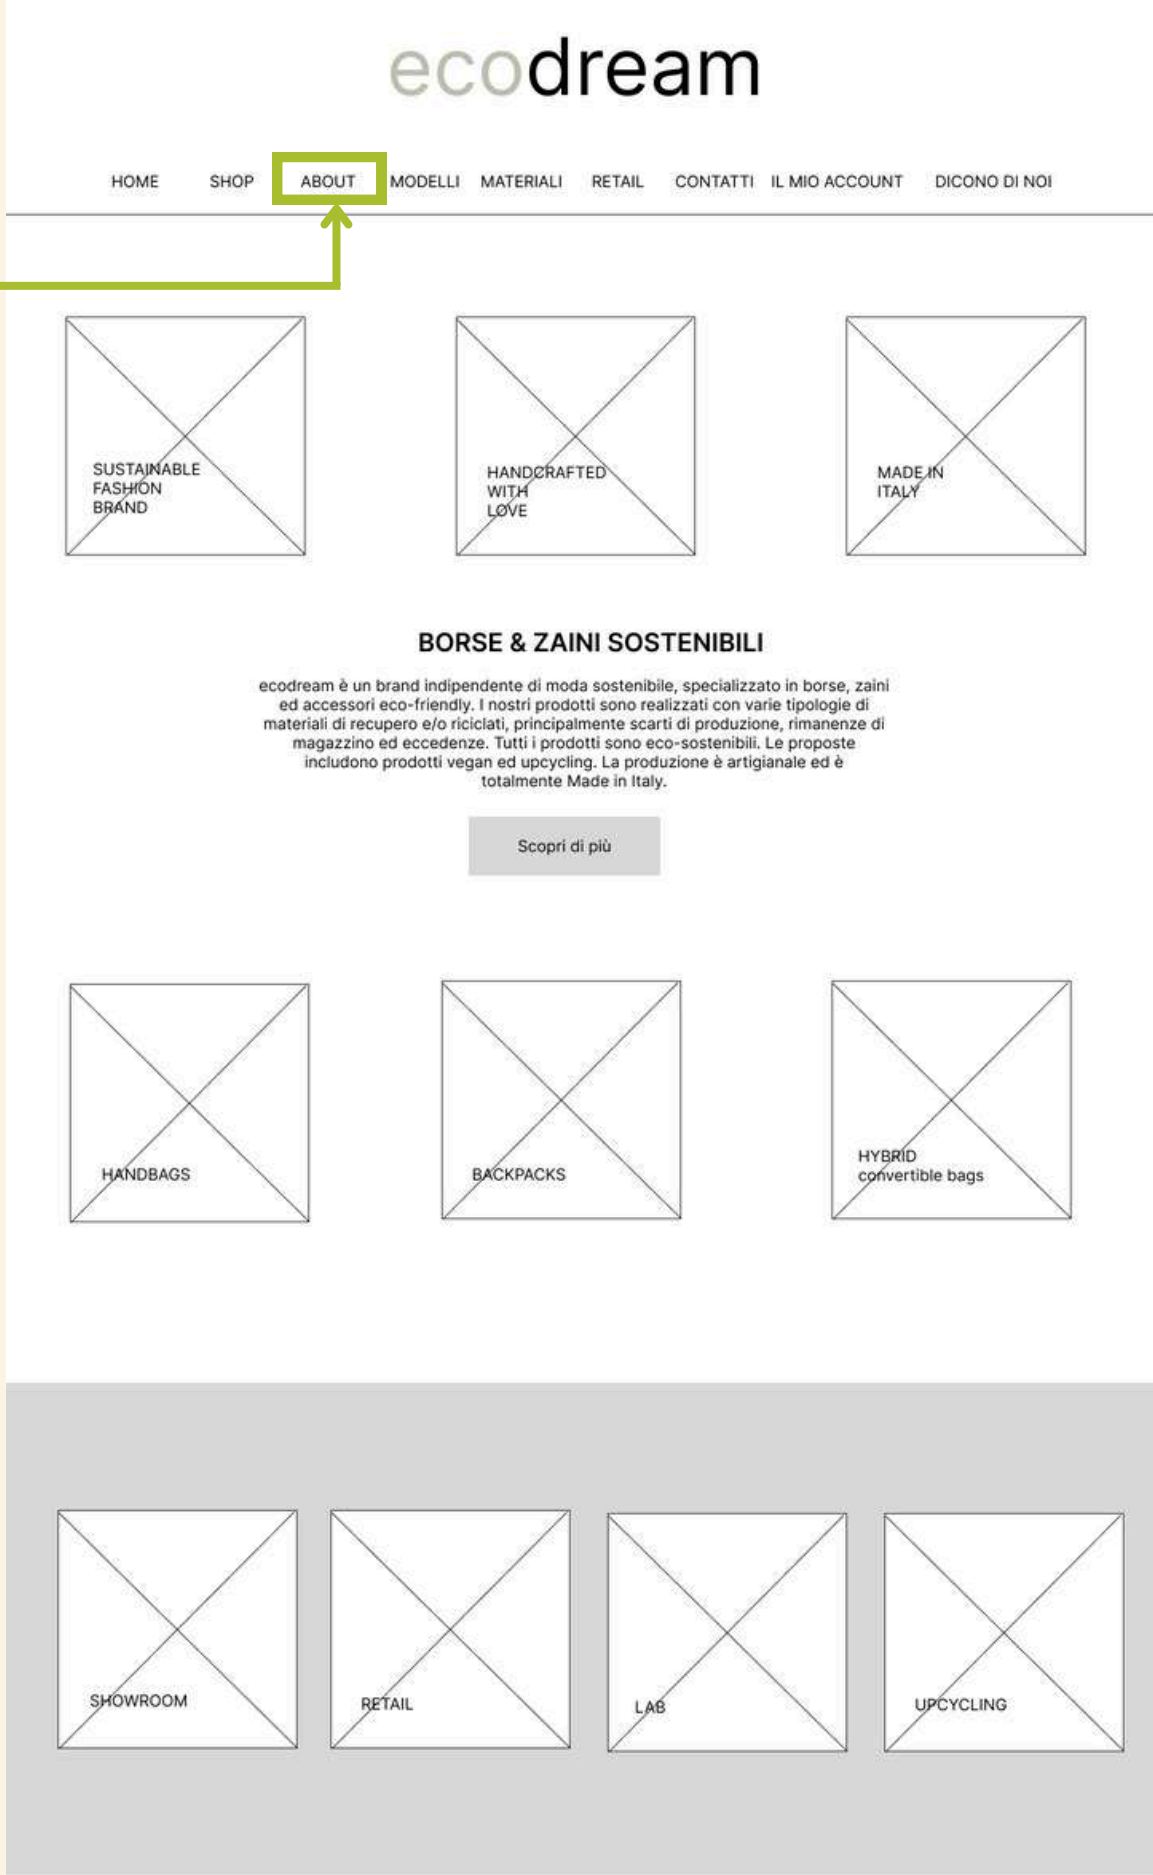 ecodream
HOME SHOP ABOUT MODELLI MATERIALI RETAIL CONTATTI IL MIO ACCOUNT DICONO DI NOI
SUSTAINABLE
FASHION
BRAND
HANDCRAFTED
WITH
LOVE
MADE IN
ITALY
BORSE & ZAINI SOSTENIBILI
ecodream è un brand indipendente di moda sostenibile, specializzato in borse, zaini
ed accessori eco-friendly. I nostri prodotti sono realizzati con varie tipologie di
materiali di recupero e/o riciclati, principalmente scarti di produzione, rimanenze di
magazzino ed eccedenze. Tutti i prodotti sono eco-sostenibili. Le proposte
includono prodotti vegan ed upcycling. La produzione è artigianale ed è
totalmente Made in Italy.
Scopri di più
HANDBAGS
BACKPACKS
HYBRID
convertible bags
SHOWROOM
RETAIL
LAB
UPCYCLING